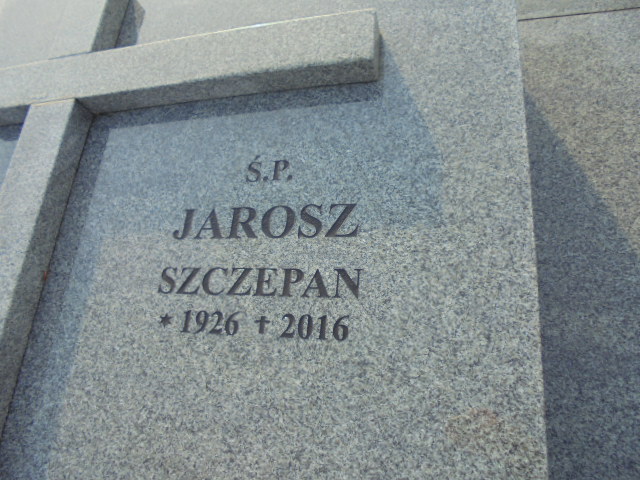 Ś.P.
JAROSZ
SZCZEPAN
* 1926 † 2016